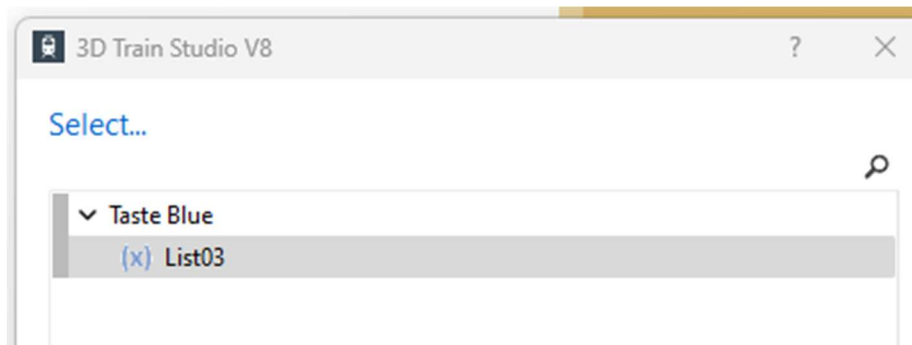 3D Train Studio V8 ?
Select...
Taste Blue
(x) List03